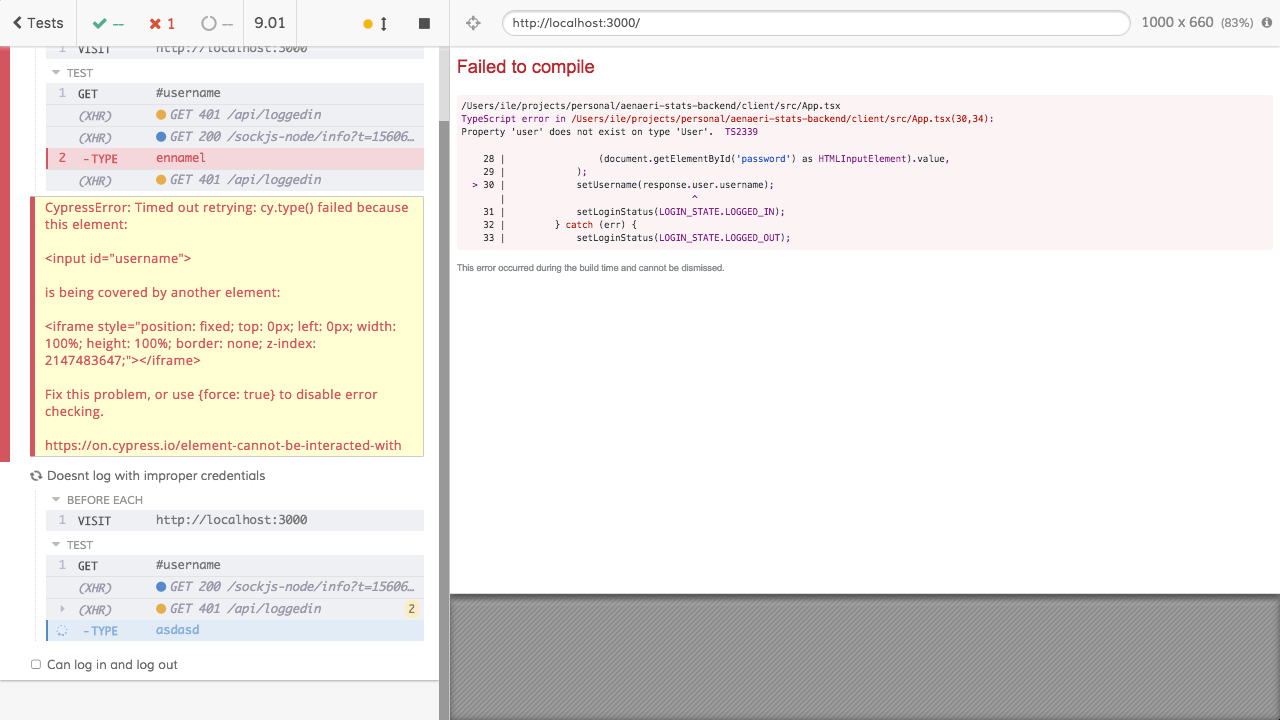 Tests
--
1
--
9.01
http://localhost:3000/
1000 x 660 (83%)
1 VISIT http://localhost:3000
TEST
1 GET #username
(XHR) GET 401 /api/loggedin
(XHR) GET 200 /sockjs-node/info?t=15606…
2 -TYPE ennamel
(XHR) GET 401 /api/loggedin
CypressError: Timed out retrying: cy.type() failed because
this element:
<input id="username">
is being covered by another element:
<iframe style="position: fixed; top: 0px; left: 0px; width:
100%; height: 100%; border: none; z-index:
2147483647;"></iframe>
Fix this problem, or use {force: true} to disable error
checking.
https://on.cypress.io/element-cannot-be-interacted-with
Doesnt log with improper credentials
BEFORE EACH
1 VISIT http://localhost:3000
TEST
1 GET #username
(XHR) GET 200 /sockjs-node/info?t=15606…
(XHR) GET 401 /api/loggedin 2
-TYPE asdasd
Can log in and log out
Failed to compile
/Users/ile/projects/personal/aenaeri-stats-backend/client/src/App.tsx
TypeScript error in /Users/ile/projects/personal/aenaeri-stats-backend/client/src/App.tsx(30,34):
Property 'user' does not exist on type 'User'.  TS2339
28 | (document.getElementById('password') as HTMLInputElement).value,
29 | );
> 30 | setUsername(response.user.username);
| ^
31 | setLoginStatus(LOGIN_STATE.LOGGED_IN);
32 | } catch (err) {
33 | setLoginStatus(LOGIN_STATE.LOGGED_OUT);
This error occurred during the build time and cannot be dismissed.